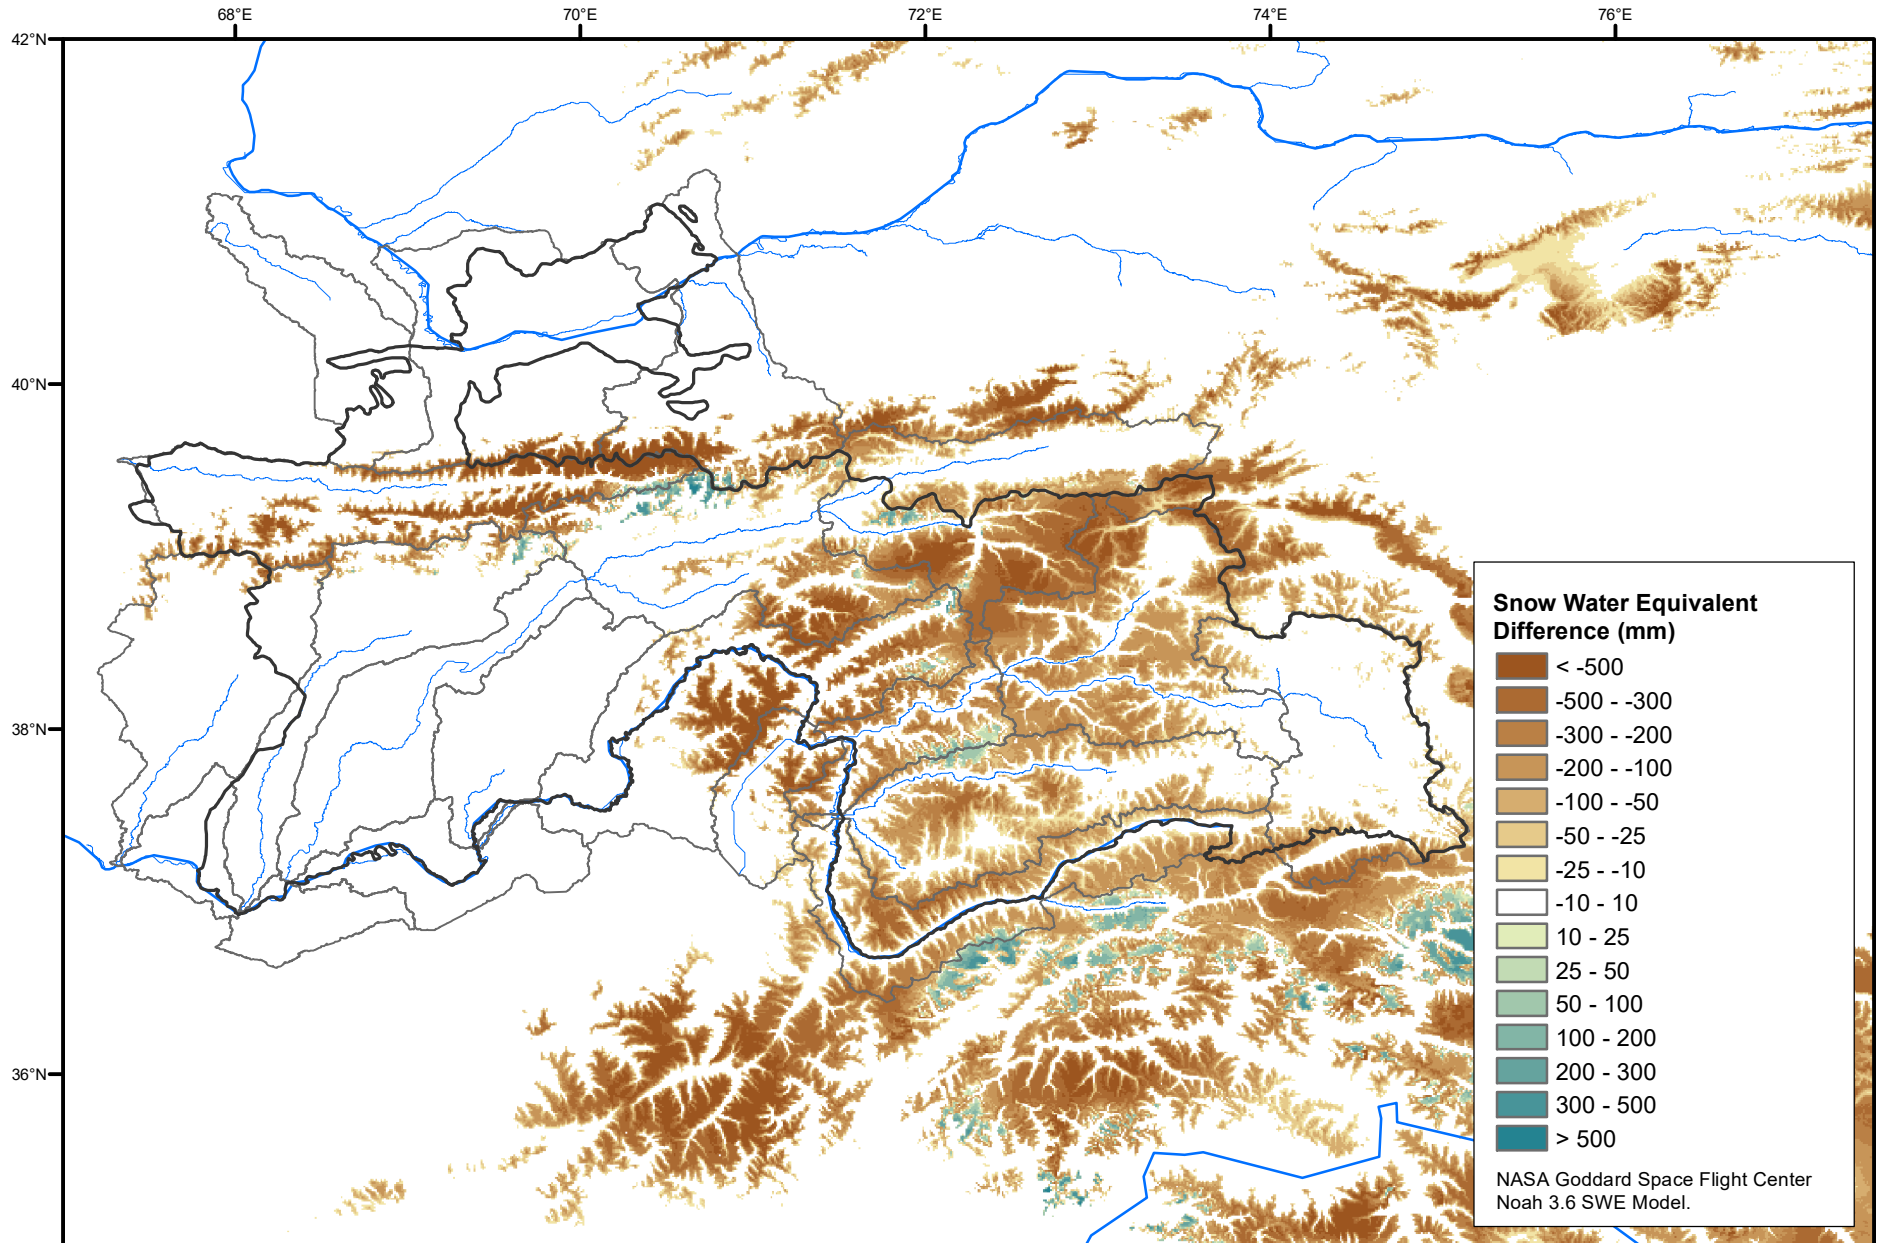 68°E
70°E
72°E
74°E
76°E
42°N
40°N
38°N
36°N
Snow Water Equivalent
Difference (mm)
< -500
-500 - -300
-300 - -200
-200 - -100
-100 - -50
-50 - -25
-25 - -10
-10 - 10
10 - 25
25 - 50
50 - 100
100 - 200
200 - 300
300 - 500
> 500
NASA Goddard Space Flight Center
Noah 3.6 SWE Model.